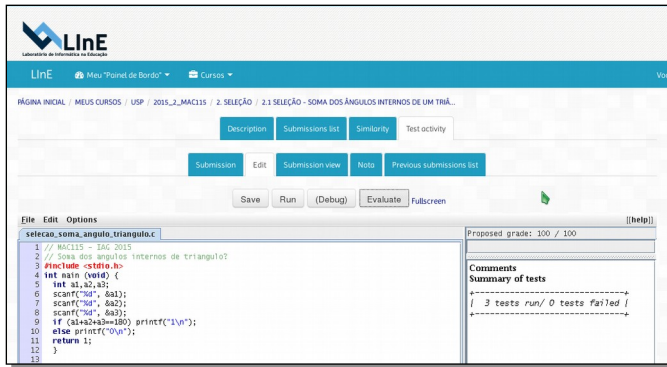 LInE
Laboratório de Informática na Educação
LInE Meu "Poinel de Bordo" Cursos Voc
PÁGINA INICIAL / MEUS CURSOS / USP / 2015_2_MAC115 / 2. SELEÇÃO / 2.1 SELEÇÃO - SOMA DOS ÂNGULOS INTERNOS DE UM TRIÂ...
Description Submissions list Similarity Test activity
Submission Edit Submission view Nota Previous submissions list
Save Run (Debug) Evaluate Fullscreen
File Edit Options [[help]]
selecao_soma_angulo_triangulo.c
1 // MAC115 - IAG 2015
2 // Soma dos angulos internos de triangulo?
3 #include <stdio.h>
4 int main (void) {
5 int a1,a2,a3;
6 scanf("%d", &a1);
7 scanf("%d", &a2);
8 scanf("%d", &a3);
9 if (a1+a2+a3==180) printf("1\n");
10 else printf("0\n");
11 return 1;
12 }
13
Proposed grade: 100 / 100
Comments
Summary of tests
+------------------------------+
| 3 tests run/ 0 tests failed |
+------------------------------+